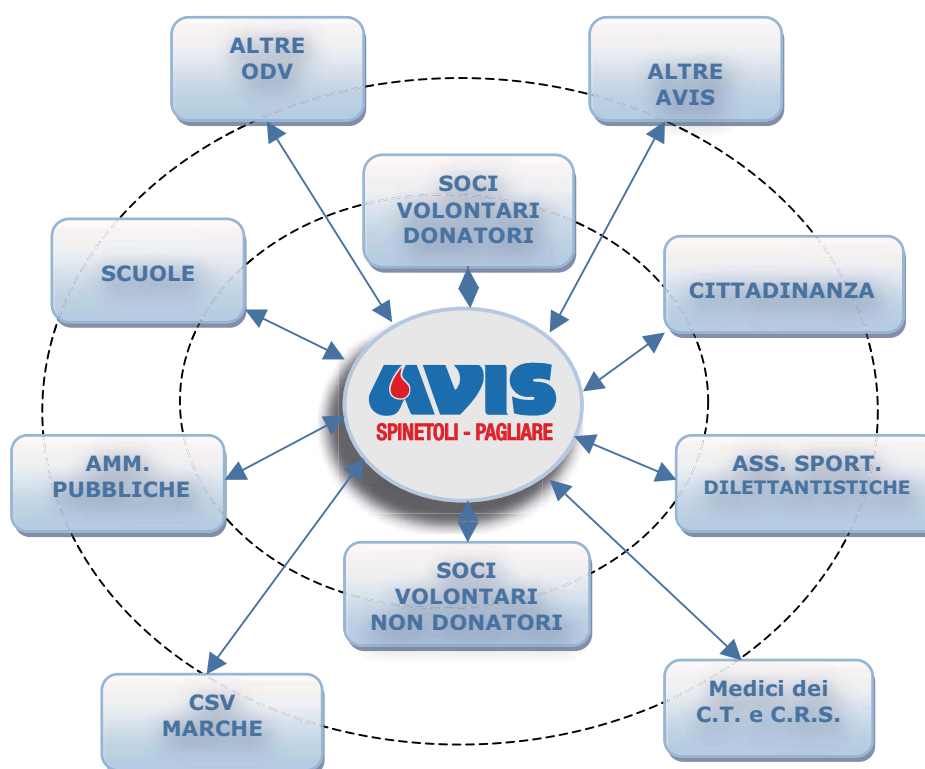 ALTRE
ODV
ALTRE
AVIS
SOCI
VOLONTARI
DONATORI
SCUOLE
CITTADINANZA
AVIS
SPINETOLI - PAGLIARE
AMM.
PUBBLICHE
ASS. SPORT.
DILETTANTISTICHE
SOCI
VOLONTARI
NON DONATORI
CSV
MARCHE
Medici dei
C.T. e C.R.S.